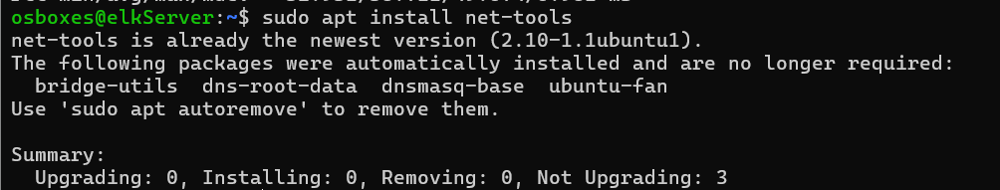 osboxes@elkServer:~$ sudo apt install net-tools
net-tools is already the newest version (2.10-1.1ubuntu1).
The following packages were automatically installed and are no longer required:
  bridge-utils  dns-root-data  dnsmasq-base  ubuntu-fan
Use 'sudo apt autoremove' to remove them.

Summary:
  Upgrading: 0, Installing: 0, Removing: 0, Not Upgrading: 3